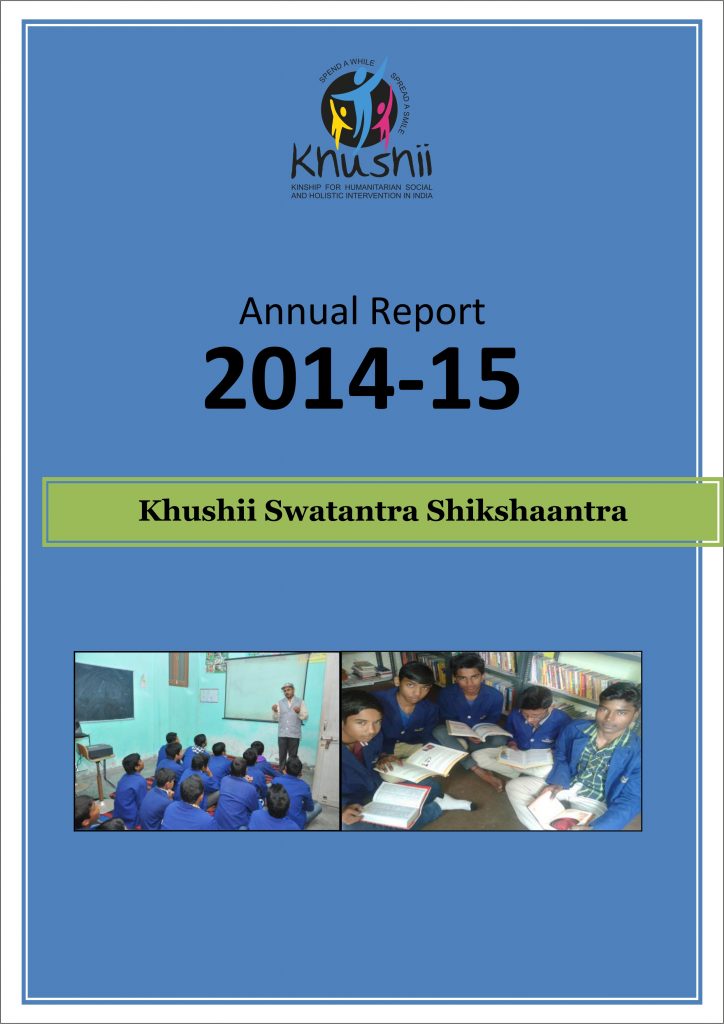 SPEND A WHILE
SPREAD A SMILE
Khushii
KINSHIP FOR HUMANITARIAN SOCIAL
AND HOLISTIC INTERVENTION IN INDIA
Annual Report
2014-15
Khushii Swatantra Shikshaantra